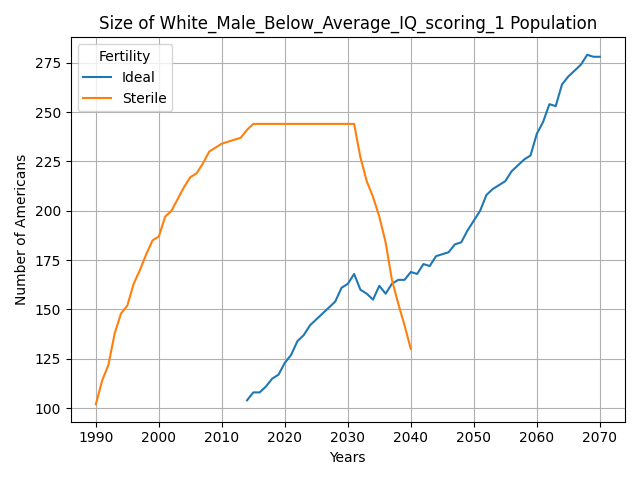 Size of White_Male_Below_Average_IQ_scoring_1 Population
Fertility
Ideal
Sterile
Number of Americans
275
250
225
200
175
150
125
100
1990 2000 2010 2020 2030 2040 2050 2060 2070
Years